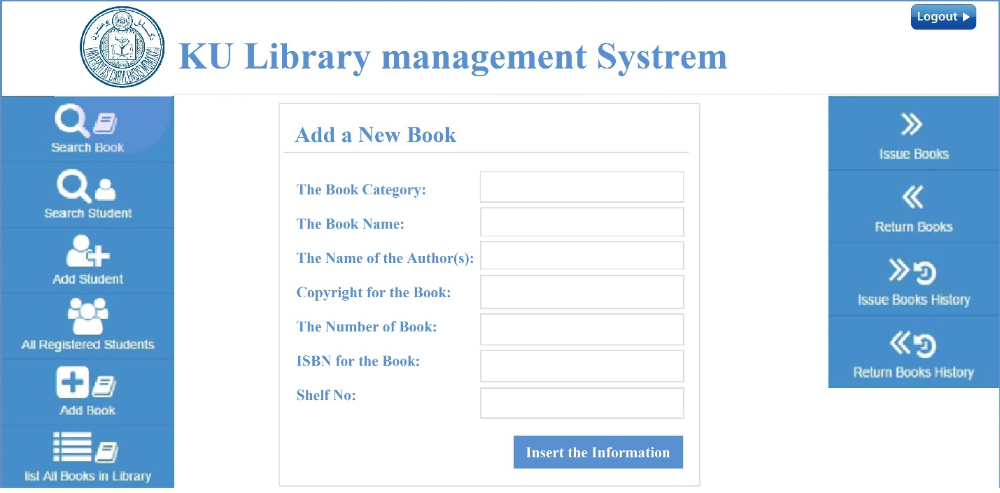 Logout
KU Library management Systrem
Search Book
Search Student
Add Student
All Registered Students
Add Book
list All Books in Library
Add a New Book
The Book Category:
The Book Name:
The Name of the Author(s):
Copyright for the Book:
The Number of Book:
ISBN for the Book:
Shelf No:
Insert the Information
Issue Books
Return Books
Issue Books History
Return Books History